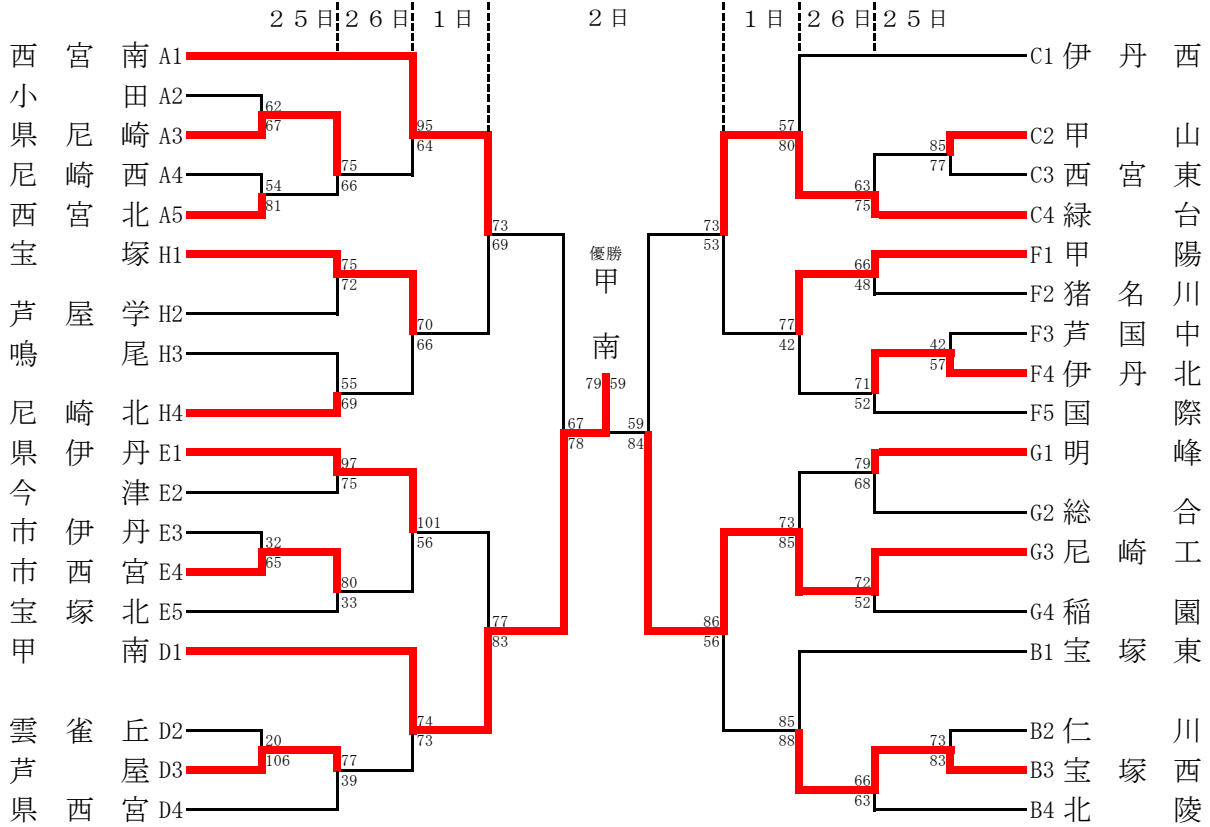 25日 26日 1日 2日 1日 26日 25日
西宮南 A1
小田 A2
62
67
県尼崎 A3
95
64
75
66
尼崎西 A4
54
81
西宮北 A5
73
69
宝塚 H1
75
72
芦屋学 H2
70
66
鳴尾 H3
55
69
尼崎北 H4
67
78
県伊丹 E1
97
75
今津 E2
101
56
市伊丹 E3
32
65
市西宮 E4
80
33
宝塚北 E5
77
83
甲南 D1
74
73
雲雀丘 D2
20
106
芦屋 D3
77
39
県西宮 D4
優勝
甲
南
79 59
C1 伊丹西
57
80
C2 甲山
85
77
C3 西宮東
63
75
C4 緑台
73
53
F1 甲陽
66
48
F2 猪名川
77
42
F3 芦国中
42
57
F4 伊丹北
71
52
F5 国際
59
84
G1 明峰
79
68
G2 総合
73
85
G3 尼崎工
72
52
G4 稲園
86
56
B1 宝塚東
85
88
B2 仁川
73
83
B3 宝塚西
66
63
B4 北陵